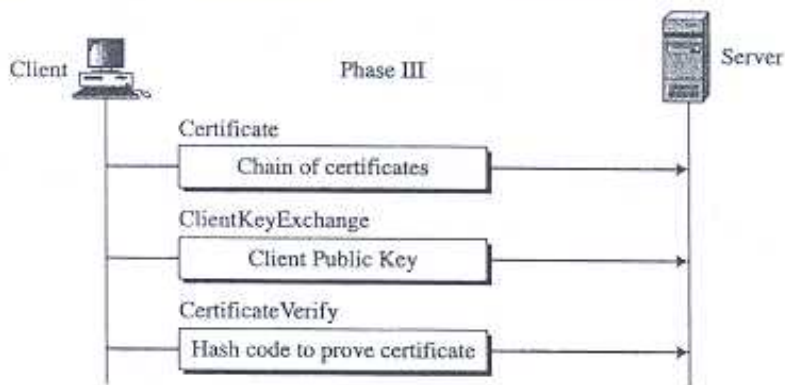 Client
Phase III
Server
Certificate
Chain of certificates
ClientKeyExchange
Client Public Key
CertificateVerify
Hash code to prove certificate